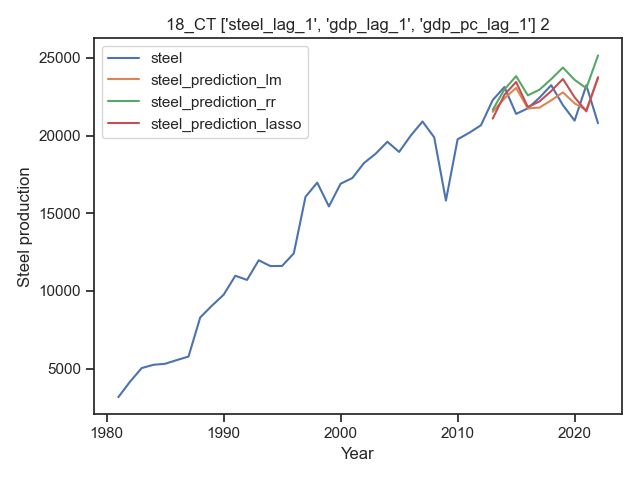 18_CT ['steel_lag_1', 'gdp_lag_1', 'gdp_pc_lag_1'] 2
steel
steel_prediction_lm
steel_prediction_rr
steel_prediction_lasso
Steel production
25000
20000
15000
10000
5000
1980 1990 2000 2010 2020
Year